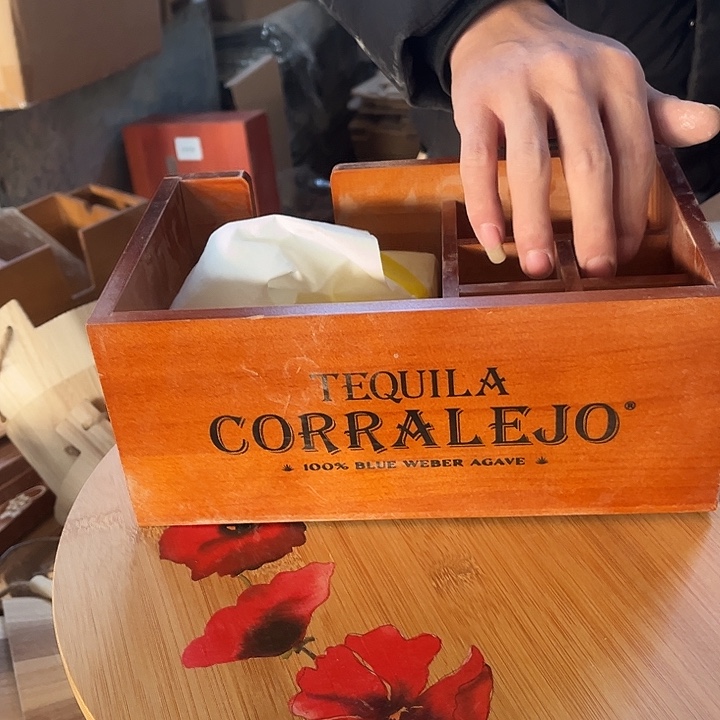 TEQUILA
CORRALEJO®
100% BLUE WEBER AGAVE